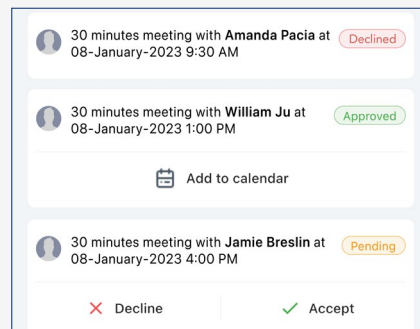 30 minutes meeting with Amanda Pacia at
08-January-2023 9:30 AM
Declined
30 minutes meeting with William Ju at
08-January-2023 1:00 PM
Approved
Add to calendar
30 minutes meeting with Jamie Breslin at
08-January-2023 4:00 PM
Pending
Decline
Accept